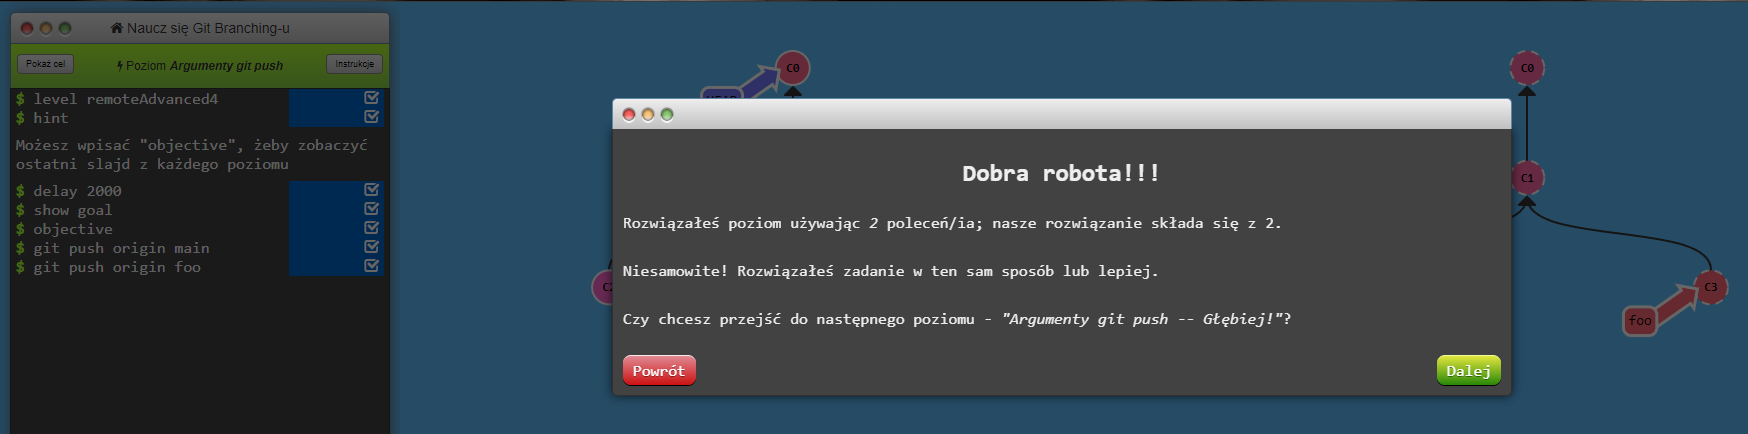 Naucz się Git Branching-u
Pokaż cel
Poziom Argumenty git push
Instrukcje
$ level remoteAdvanced4
$ hint
Możesz wpisać "objective", żeby zobaczyć
ostatni slajd z każdego poziomu
$ delay 2000
$ show goal
$ objective
$ git push origin main
$ git push origin foo
C0
Dobra robota!!!
Rozwiązałeś poziom używając 2 poleceń/ia; nasze rozwiązanie składa się z 2.
Niesamowite! Rozwiązałeś zadanie w ten sam sposób lub lepiej.
Czy chcesz przejść do następnego poziomu - "Argumenty git push -- Głębiej!"?
Powrót
Dalej
C0
C1
C3
foo